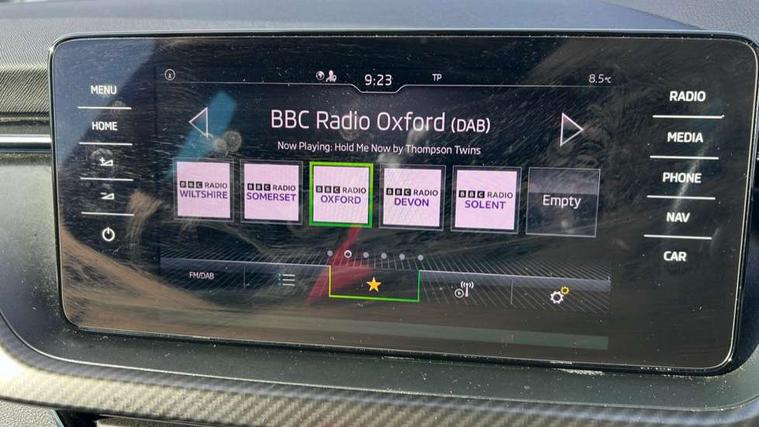 9:23
TP
8.5°C
MENU
HOME
RADIO
MEDIA
PHONE
NAV
CAR
BBC Radio Oxford (DAB)
Now Playing: Hold Me Now by Thompson Twins
BBC RADIO
WILTSHIRE
BBC RADIO
SOMERSET
BBC RADIO
OXFORD
BBC RADIO
DEVON
BBC RADIO
SOLENT
Empty
FM/DAB